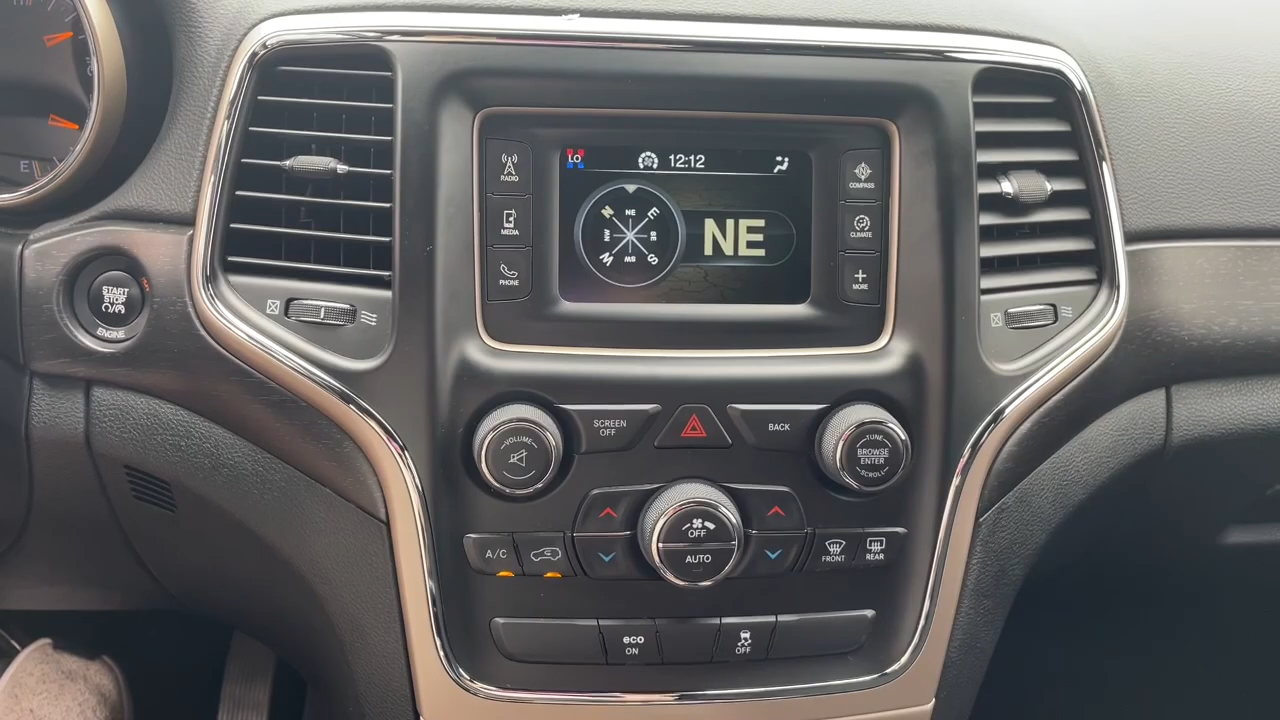 E
START
STOP
ENGINE
RADIO
MEDIA
PHONE
LO
12:12
N
NE
E
SE
S
SW
W
NW
NE
COMPASS
CLIMATE
MORE
VOLUME
SCREEN
OFF
BACK
TUNE
BROWSE
ENTER
SCROLL
A/C
OFF
AUTO
FRONT
REAR
eco
ON
OFF